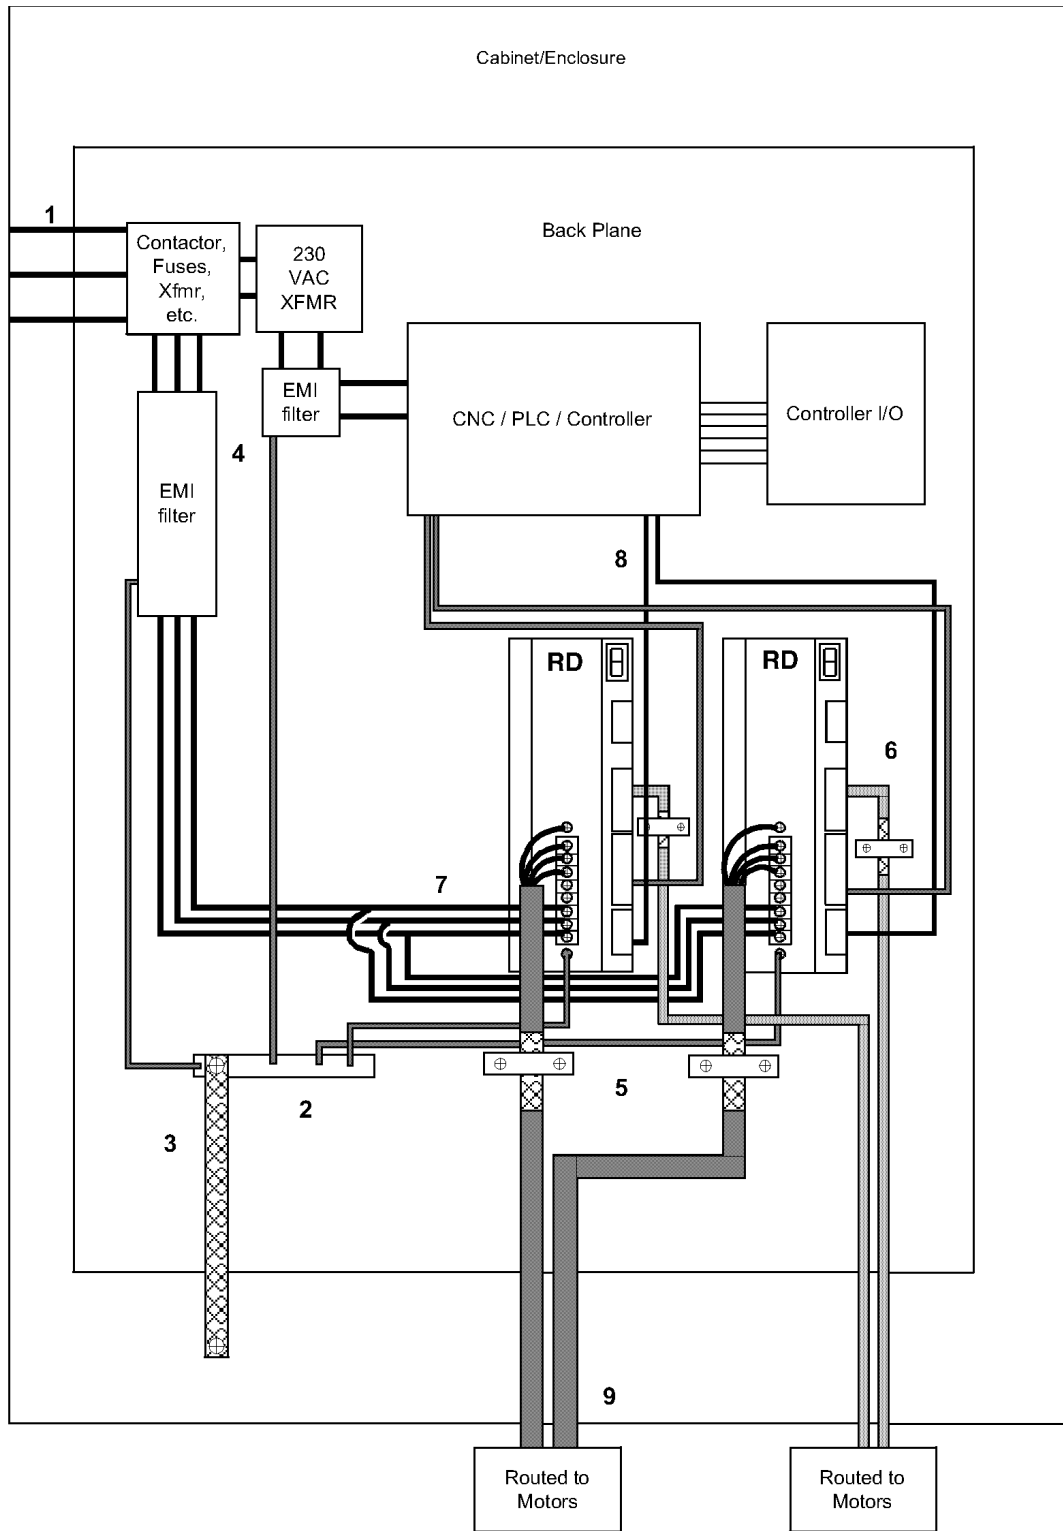 Cabinet/Enclosure
1
Back Plane
Contactor,
Fuses,
Xfmr,
etc.
230
VAC
XFMR
EMI
filter
CNC / PLC / Controller
Controller I/O
4
EMI
filter
8
RD
RD
6
7
5
2
3
9
Routed to
Motors
Routed to
Motors